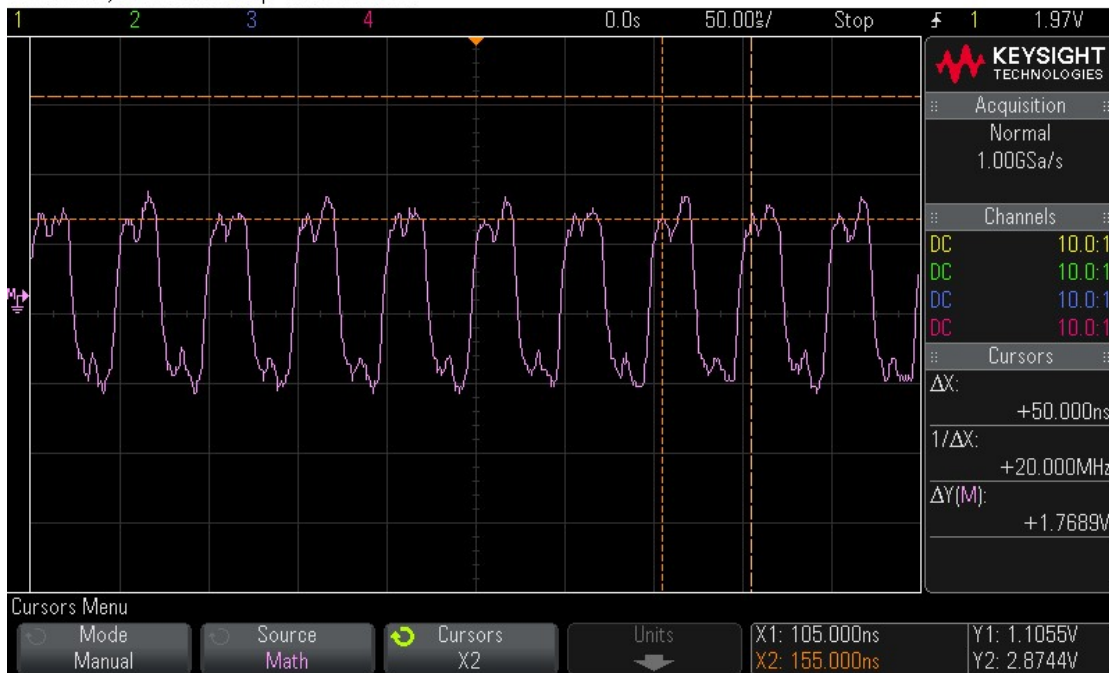 1 2 3 4 0.0s 50.00ns/ Stop 1 1.97V
KEYSIGHT
TECHNOLOGIES
Acquisition
Normal
1.00GSa/s
Channels
DC 10.0:1
DC 10.0:1
DC 10.0:1
DC 10.0:1
Cursors
ΔX:
+50.000ns
1/ΔX:
+20.000MHz
ΔY(M):
+1.7689V
M
Cursors Menu
Mode
Manual
Source
Math
Cursors
X2
Units
X1: 105.000ns
X2: 155.000ns
Y1: 1.1055V
Y2: 2.8744V